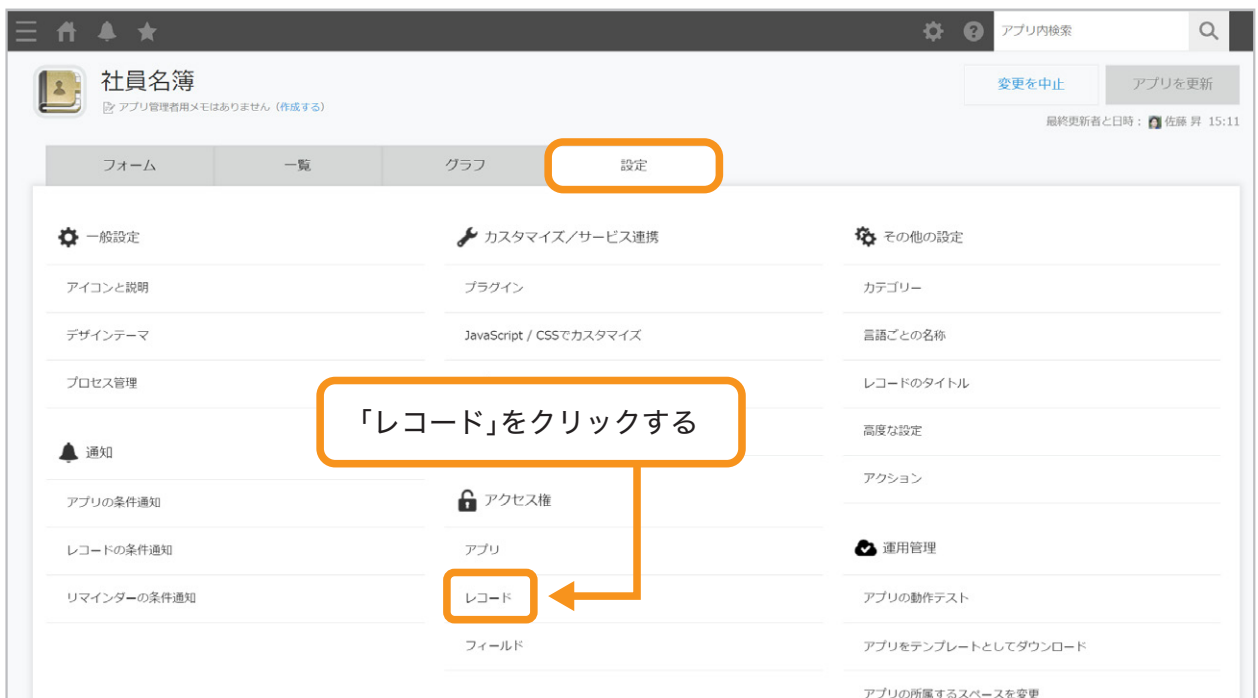 アプリ内検索
社員名簿
アプリ管理者用メモはありません（作成する）
変更を中止
アプリを更新
最終更新者と日時： 佐藤 昇 15:11
フォーム
一覧
グラフ
設定
一般設定
アイコンと説明
デザインテーマ
プロセス管理
通知
アプリの条件通知
レコードの条件通知
リマインダーの条件通知
カスタマイズ／サービス連携
プラグイン
JavaScript / CSSでカスタマイズ
「レコード」をクリックする
アクセス権
アプリ
レコード
フィールド
その他の設定
カテゴリー
言語ごとの名称
レコードのタイトル
高度な設定
アクション
運用管理
アプリの動作テスト
アプリをテンプレートとしてダウンロード
アプリの所属するスペースを変更